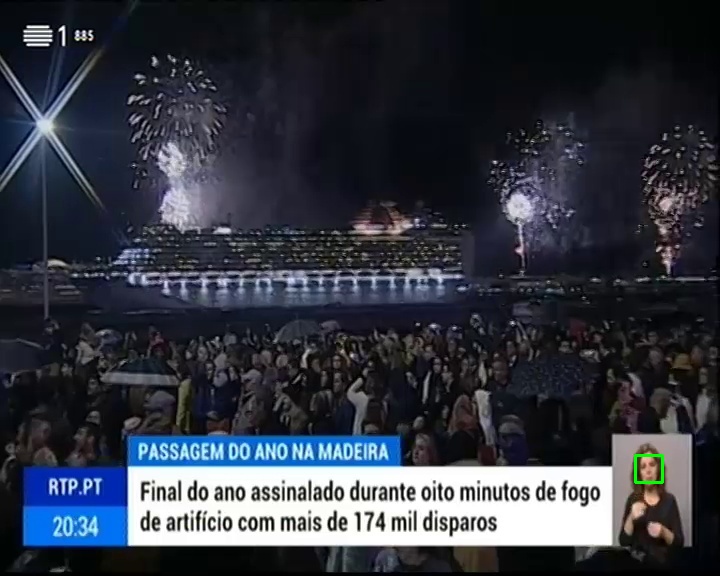 1 885
PASSAGEM DO ANO NA MADEIRA
RTP.PT
Final do ano assinalado durante oito minutos de fogo
20:34
de artifício com mais de 174 mil disparos